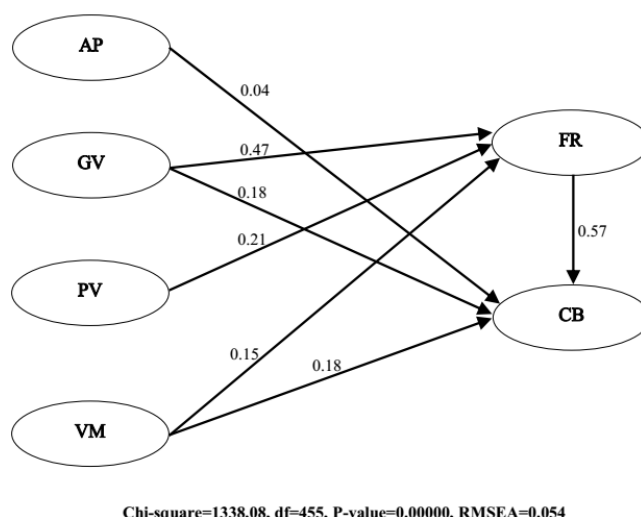 AP
0.04
GV
0.47
FR
0.18
0.21
0.57
PV
CB
0.15
0.18
VM
Chi-square=1338.08, df=455, P-value=0.00000, RMSEA=0.054